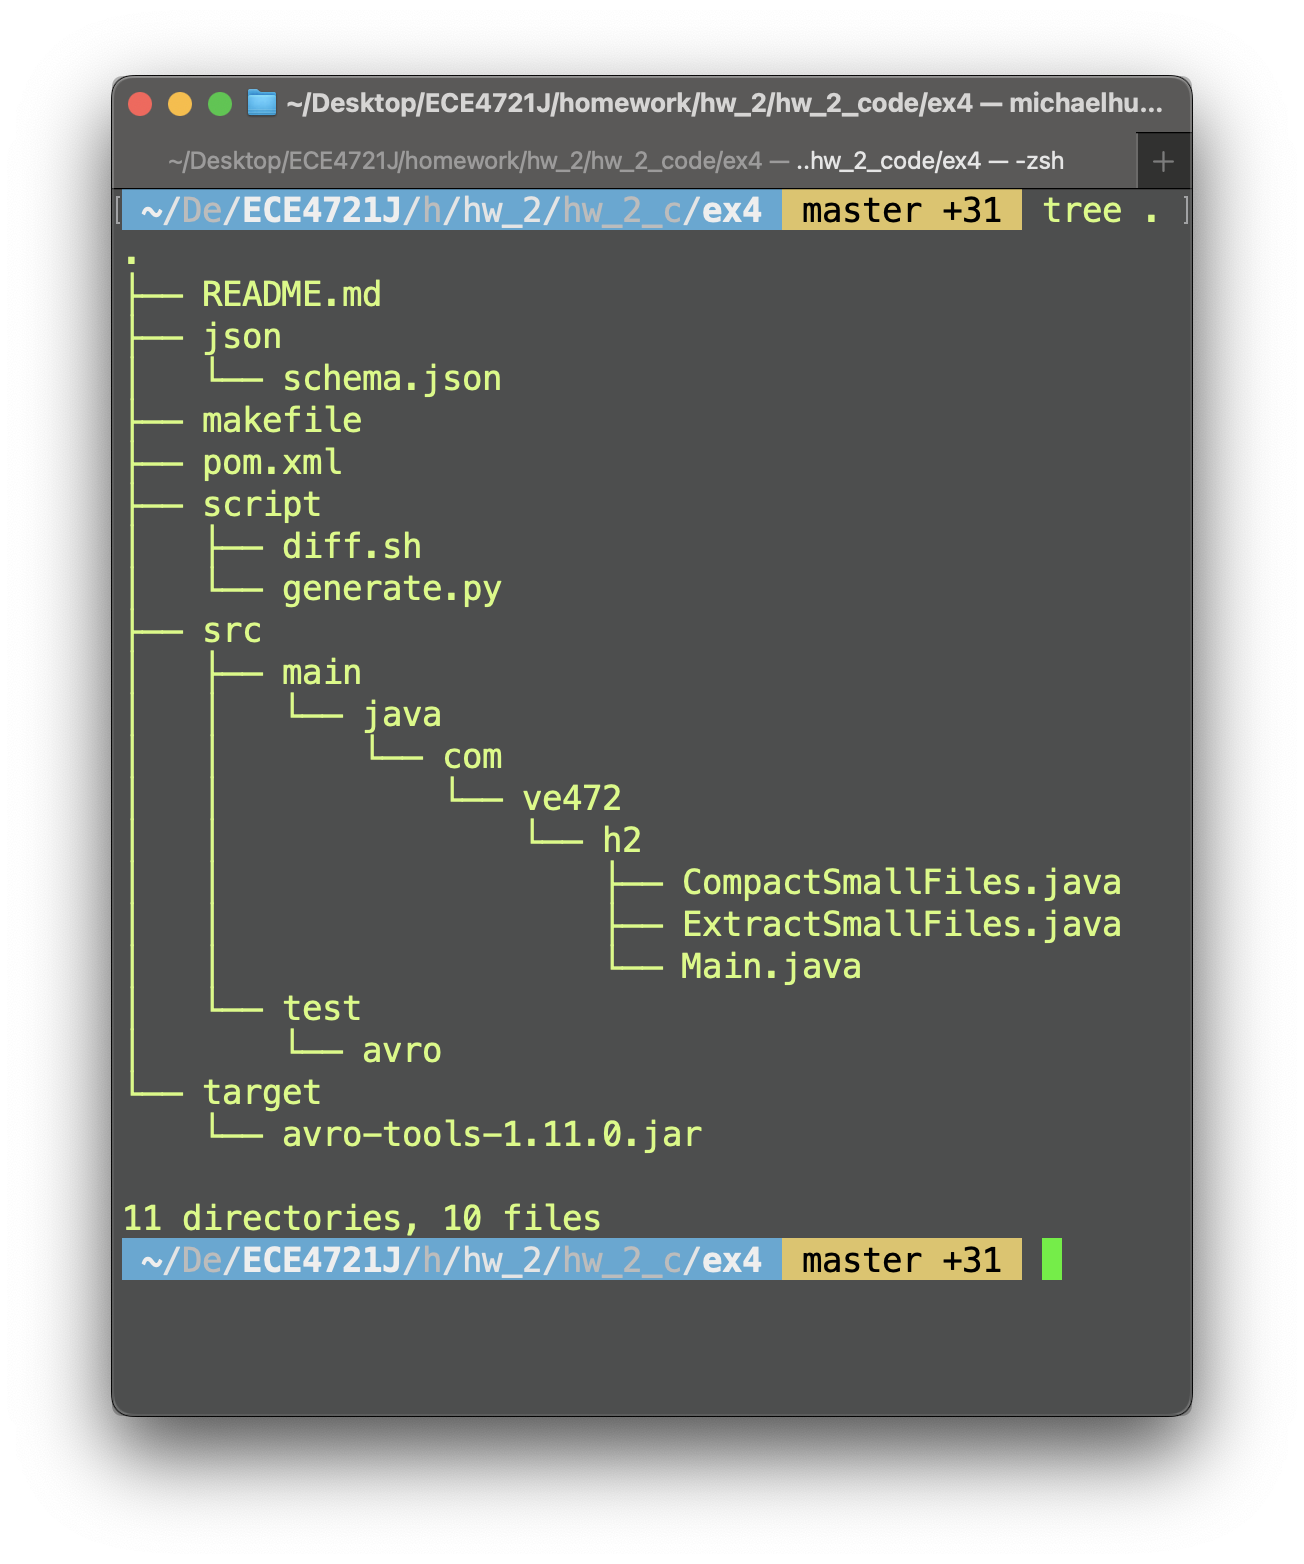 ~/Desktop/ECE4721J/homework/hw_2/hw_2_code/ex4 — michaelhu...
~/Desktop/ECE4721J/homework/hw_2/hw_2_code/ex4 — ..hw_2_code/ex4 — -zsh +
[ ~/De/ECE4721J/h/hw_2/hw_2_c/ex4 master +31 tree . ]
.
├── README.md
├── json
│   └── schema.json
├── makefile
├── pom.xml
├── script
│   ├── diff.sh
│   └── generate.py
├── src
│   ├── main
│   │   └── java
│   │       └── com
│   │           └── ve472
│   │               └── h2
│   │                   ├── CompactSmallFiles.java
│   │                   ├── ExtractSmallFiles.java
│   │                   └── Main.java
│   └── test
│       └── avro
└── target
    └── avro-tools-1.11.0.jar
11 directories, 10 files
~/De/ECE4721J/h/hw_2/hw_2_c/ex4 master +31